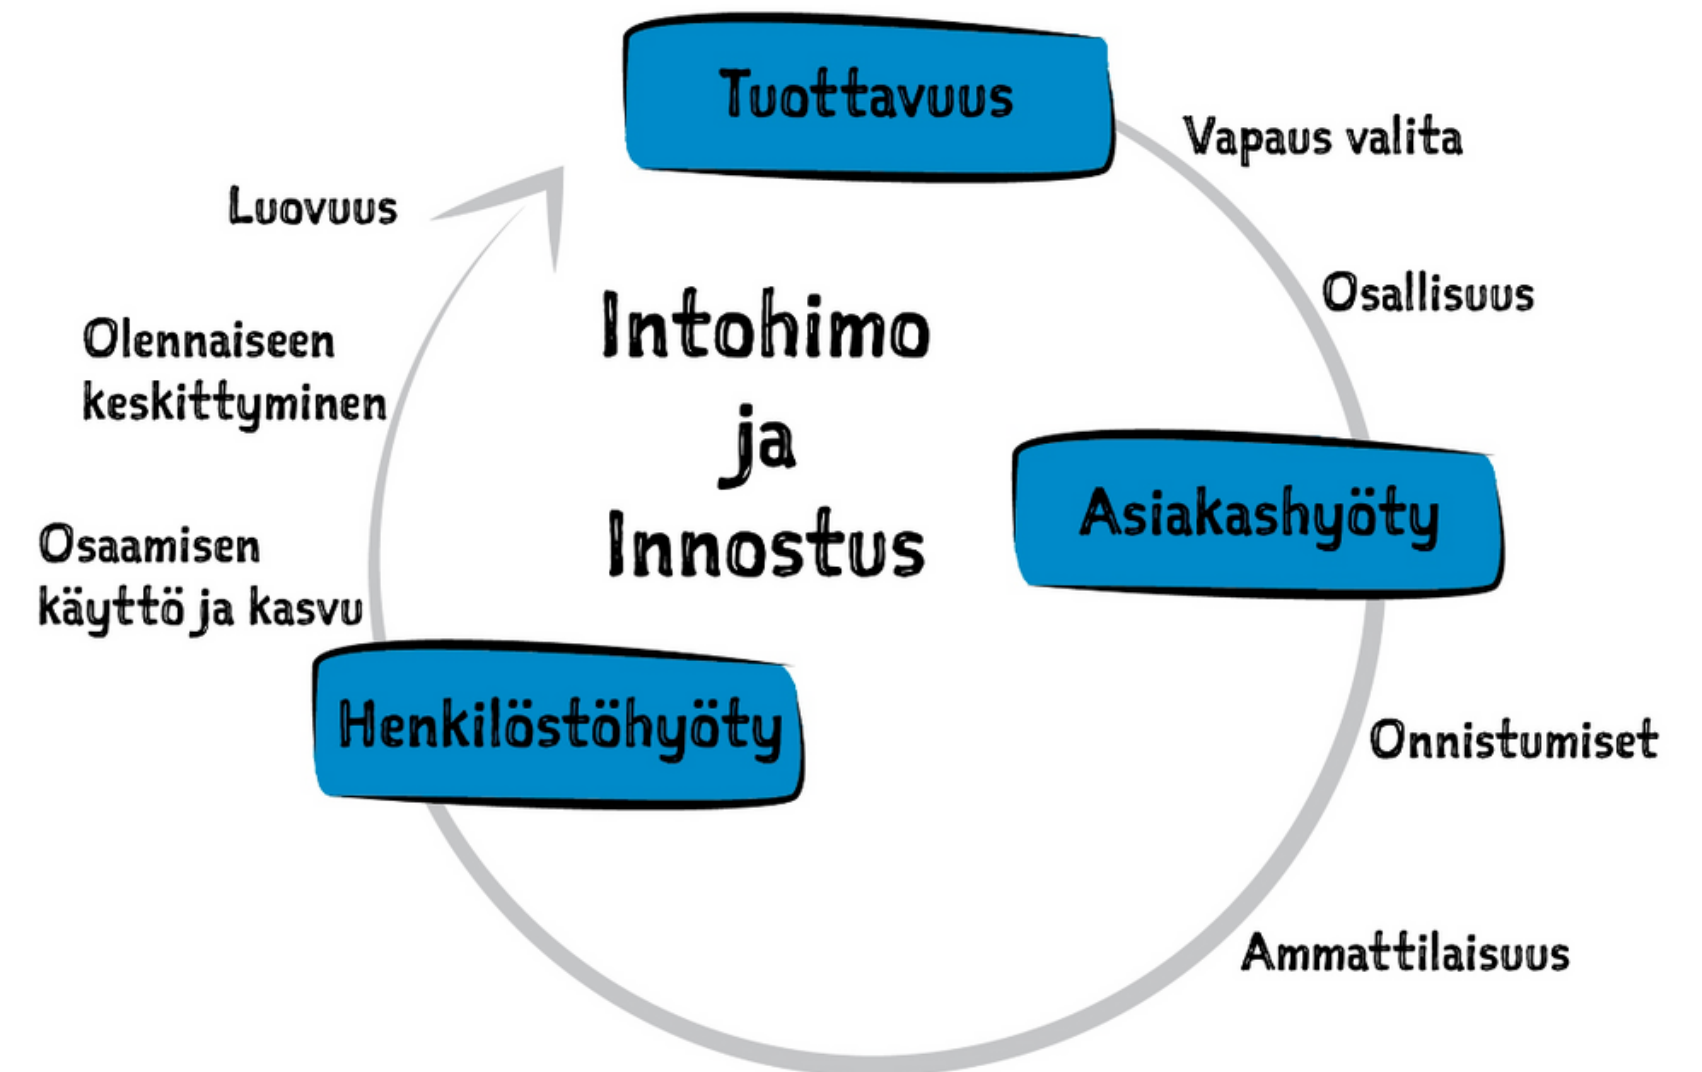 Tuottavuus
Vapaus valita
Luovuus
Osallisuus
Intohimo
ja
Innostus
Olennaiseen
keskittyminen
Asiakashyöty
Osaamisen
käyttö ja kasvu
Henkilöstöhyöty
Onnistumiset
Ammattilaisuus